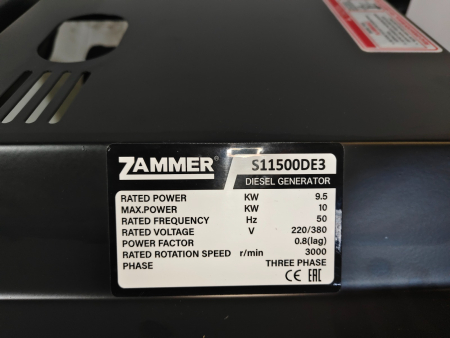 ZAMMER® S11500DE3
DIESEL GENERATOR
RATED POWER KW 9.5
MAX.POWER KW 10
RATED FREQUENCY Hz 50
RATED VOLTAGE V 220/380
POWER FACTOR 0.8(lag)
RATED ROTATION SPEED r/min 3000
PHASE THREE PHASE
CE EAC